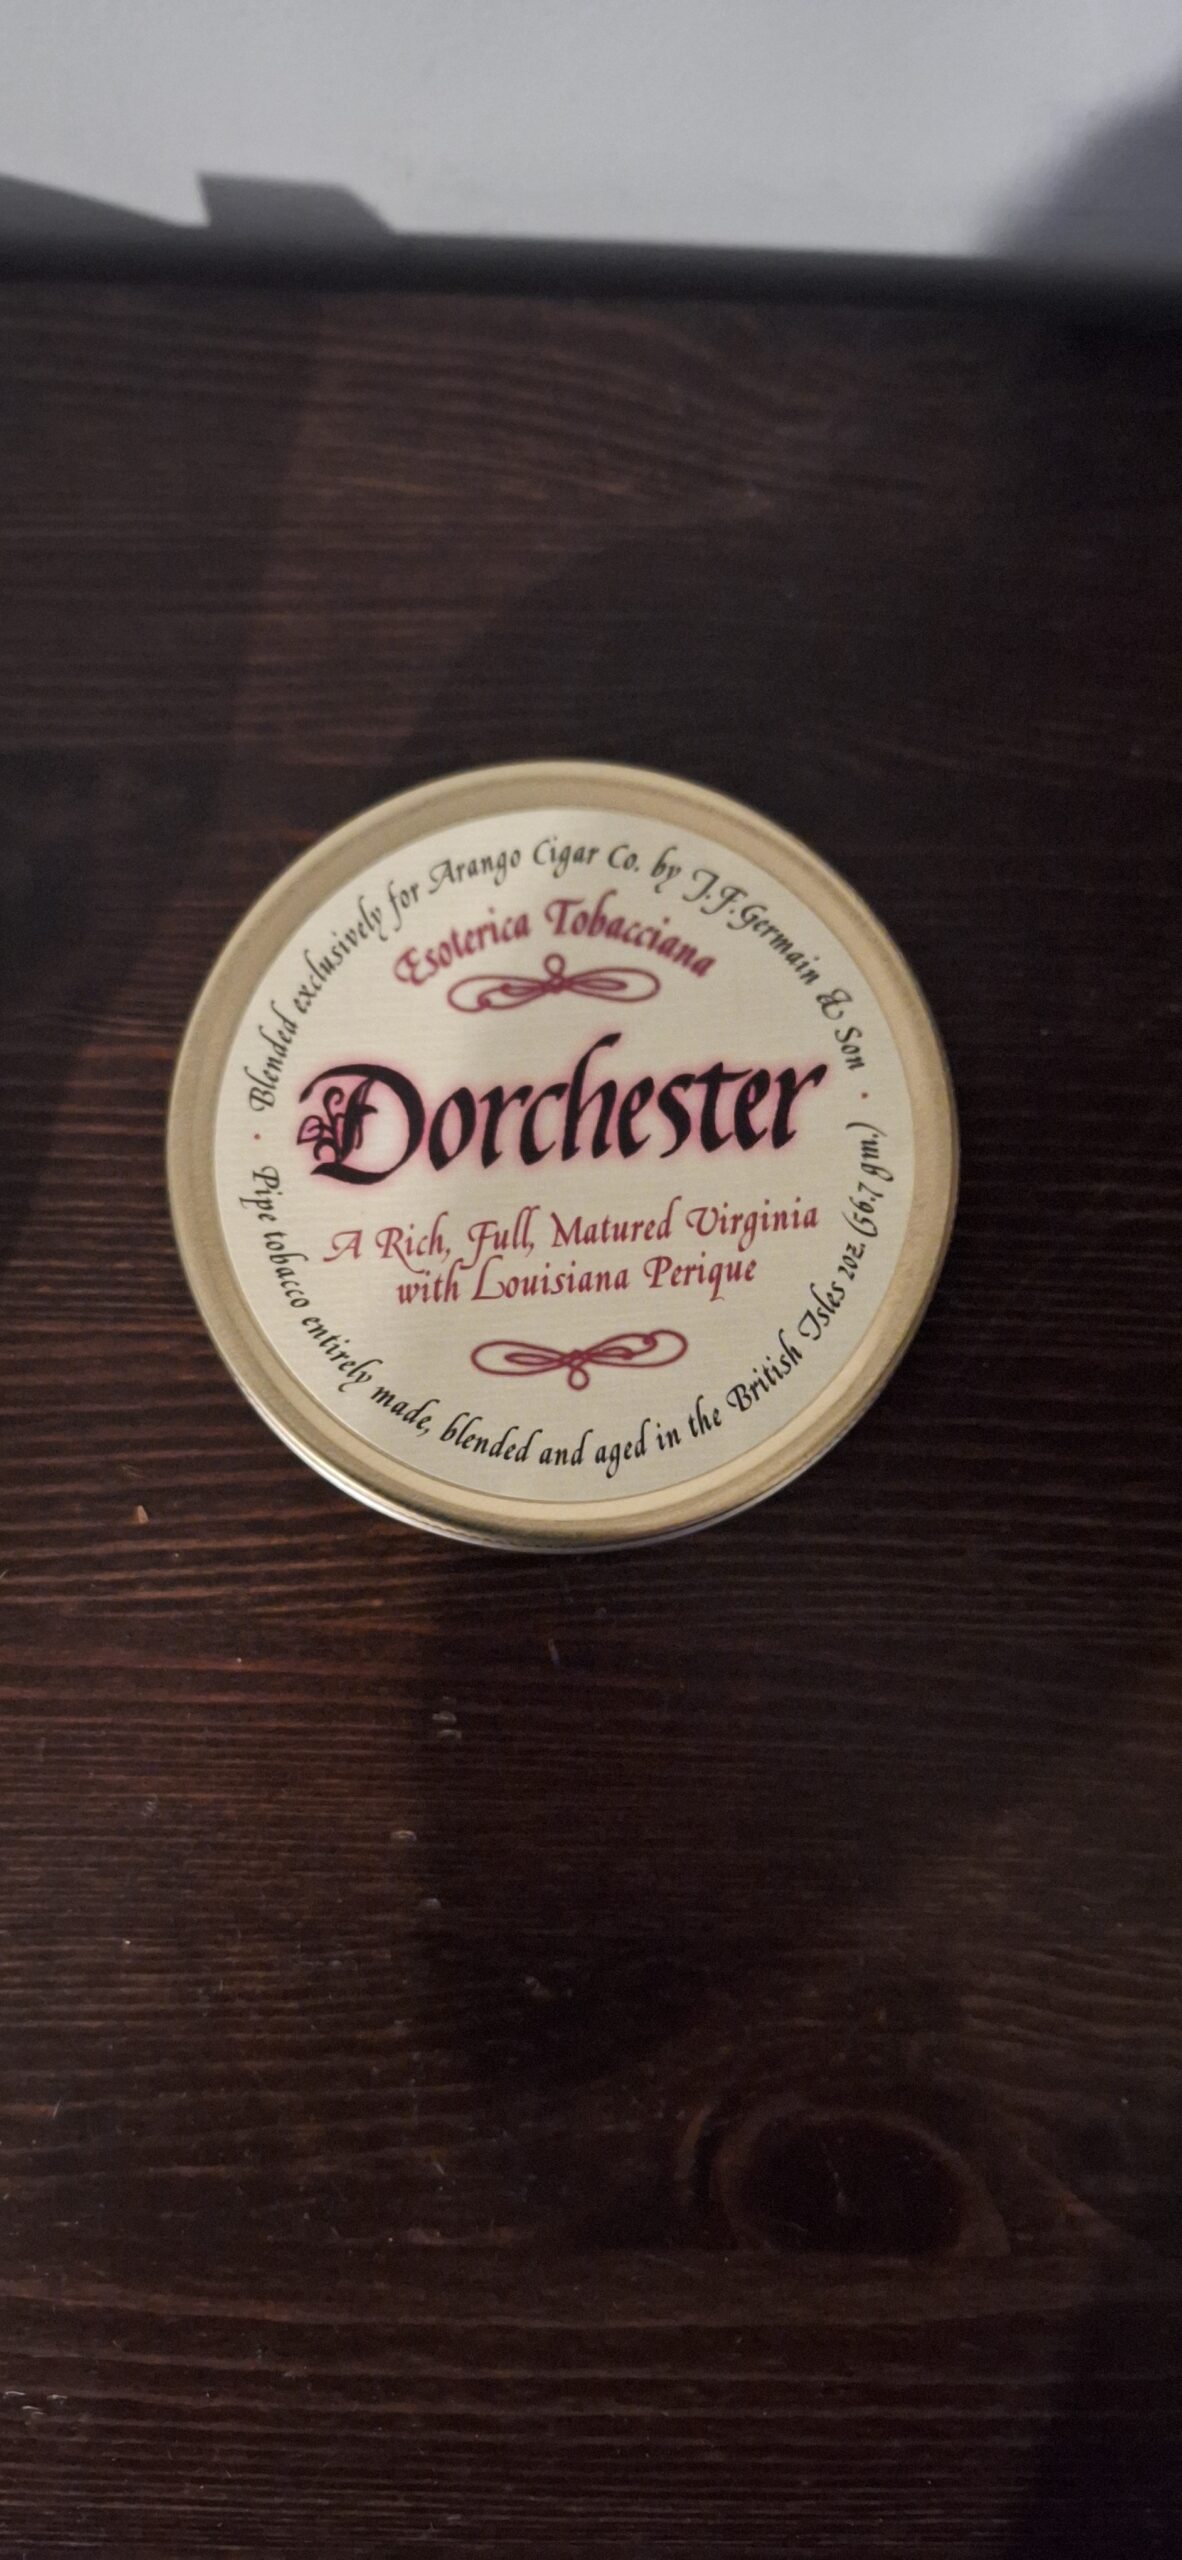 Blended exclusively for Arango Cigar Co. by J.F.Germain & Son
Esoterica Tobacciana
Dorchester
A Rich, Full, Matured Virginia
with Louisiana Perique
Pipe tobacco entirely made, blended and aged in the British Isles 2oz. (56.7 gm.)